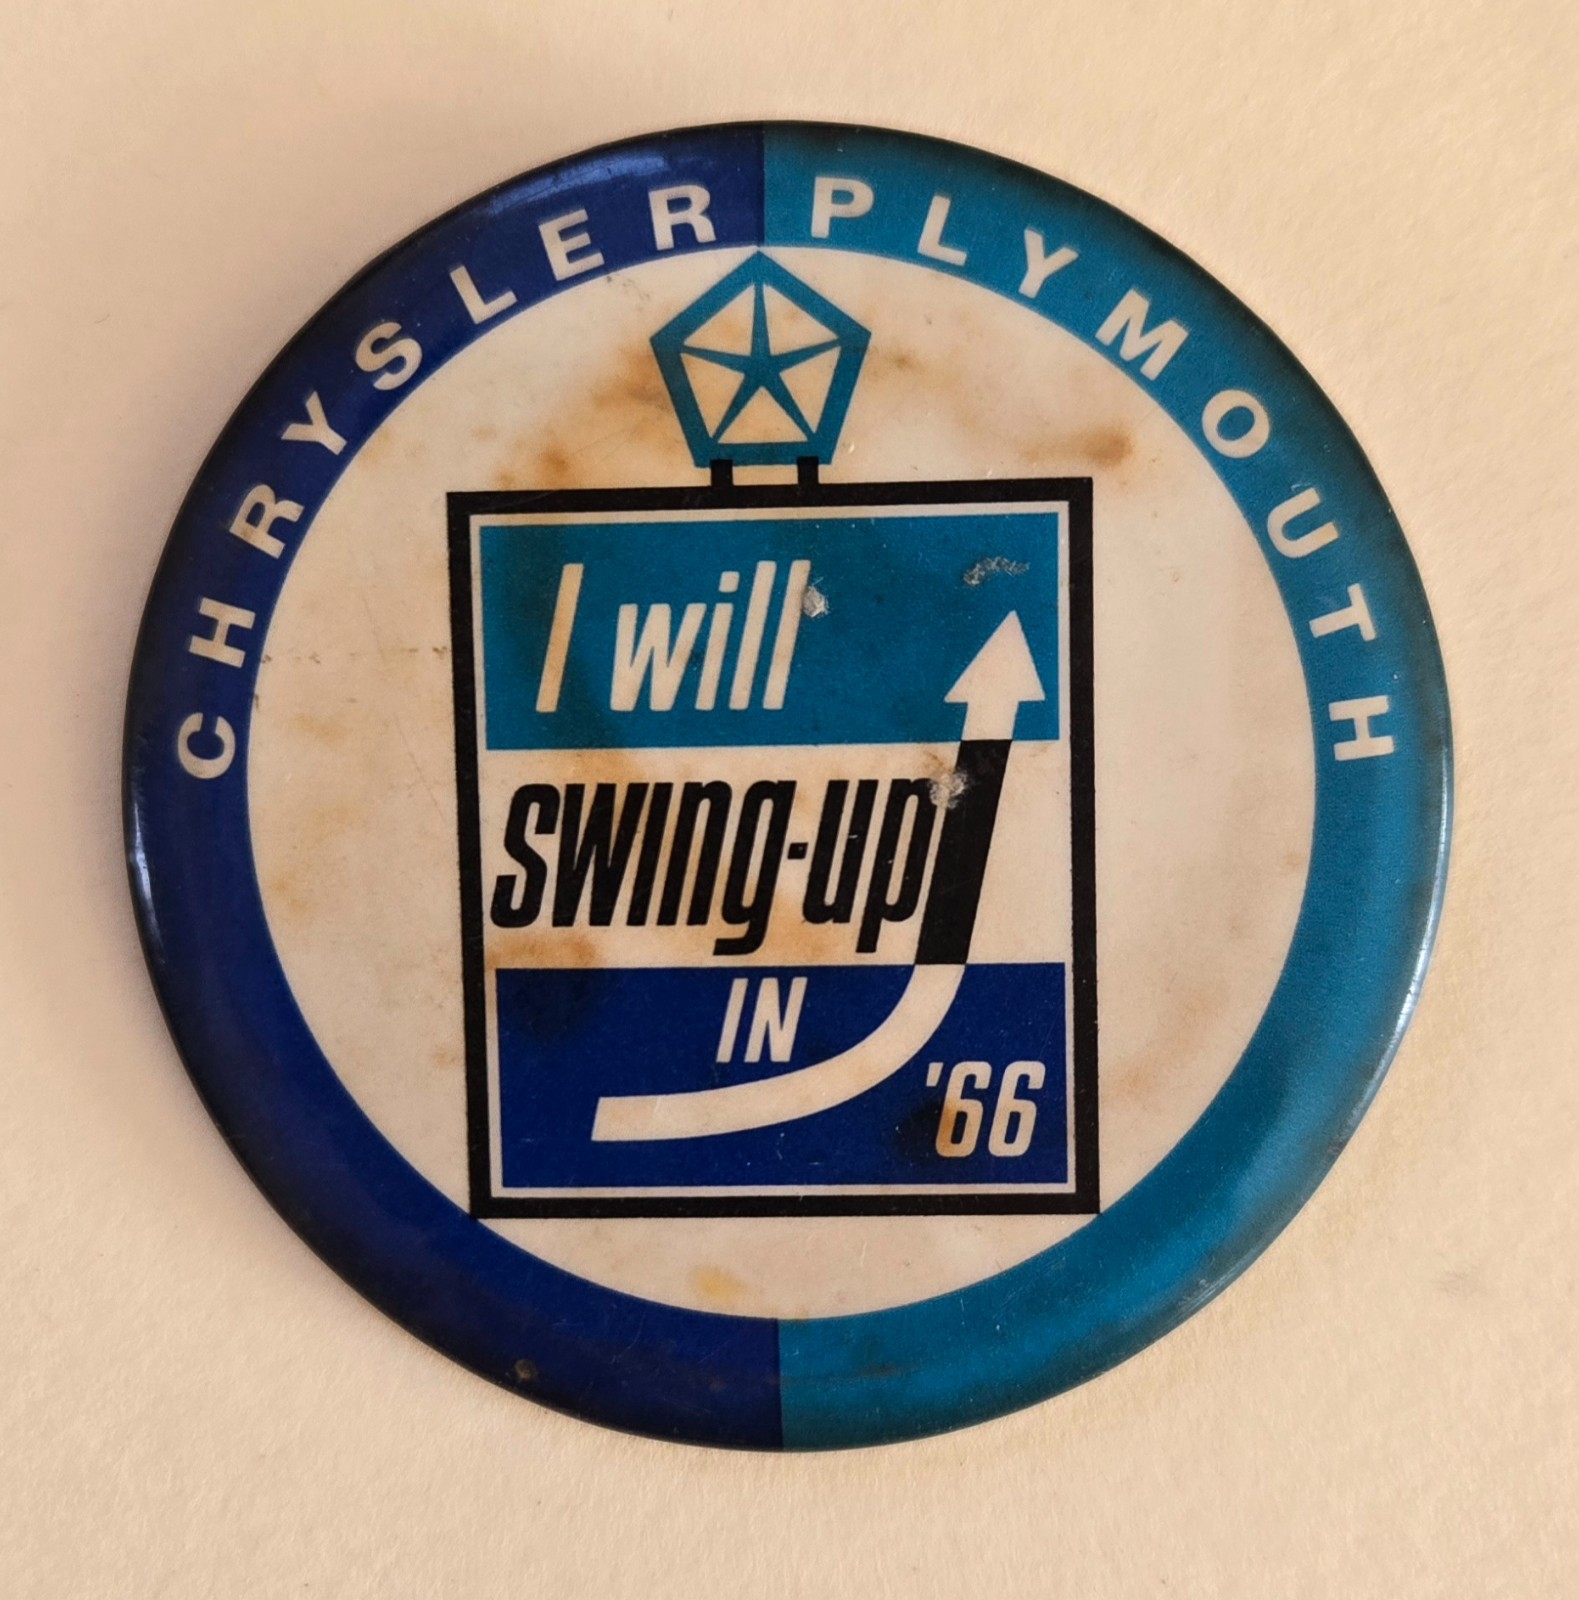 CHRYSLER PLYMOUTH
I will
swing-up
IN
'66